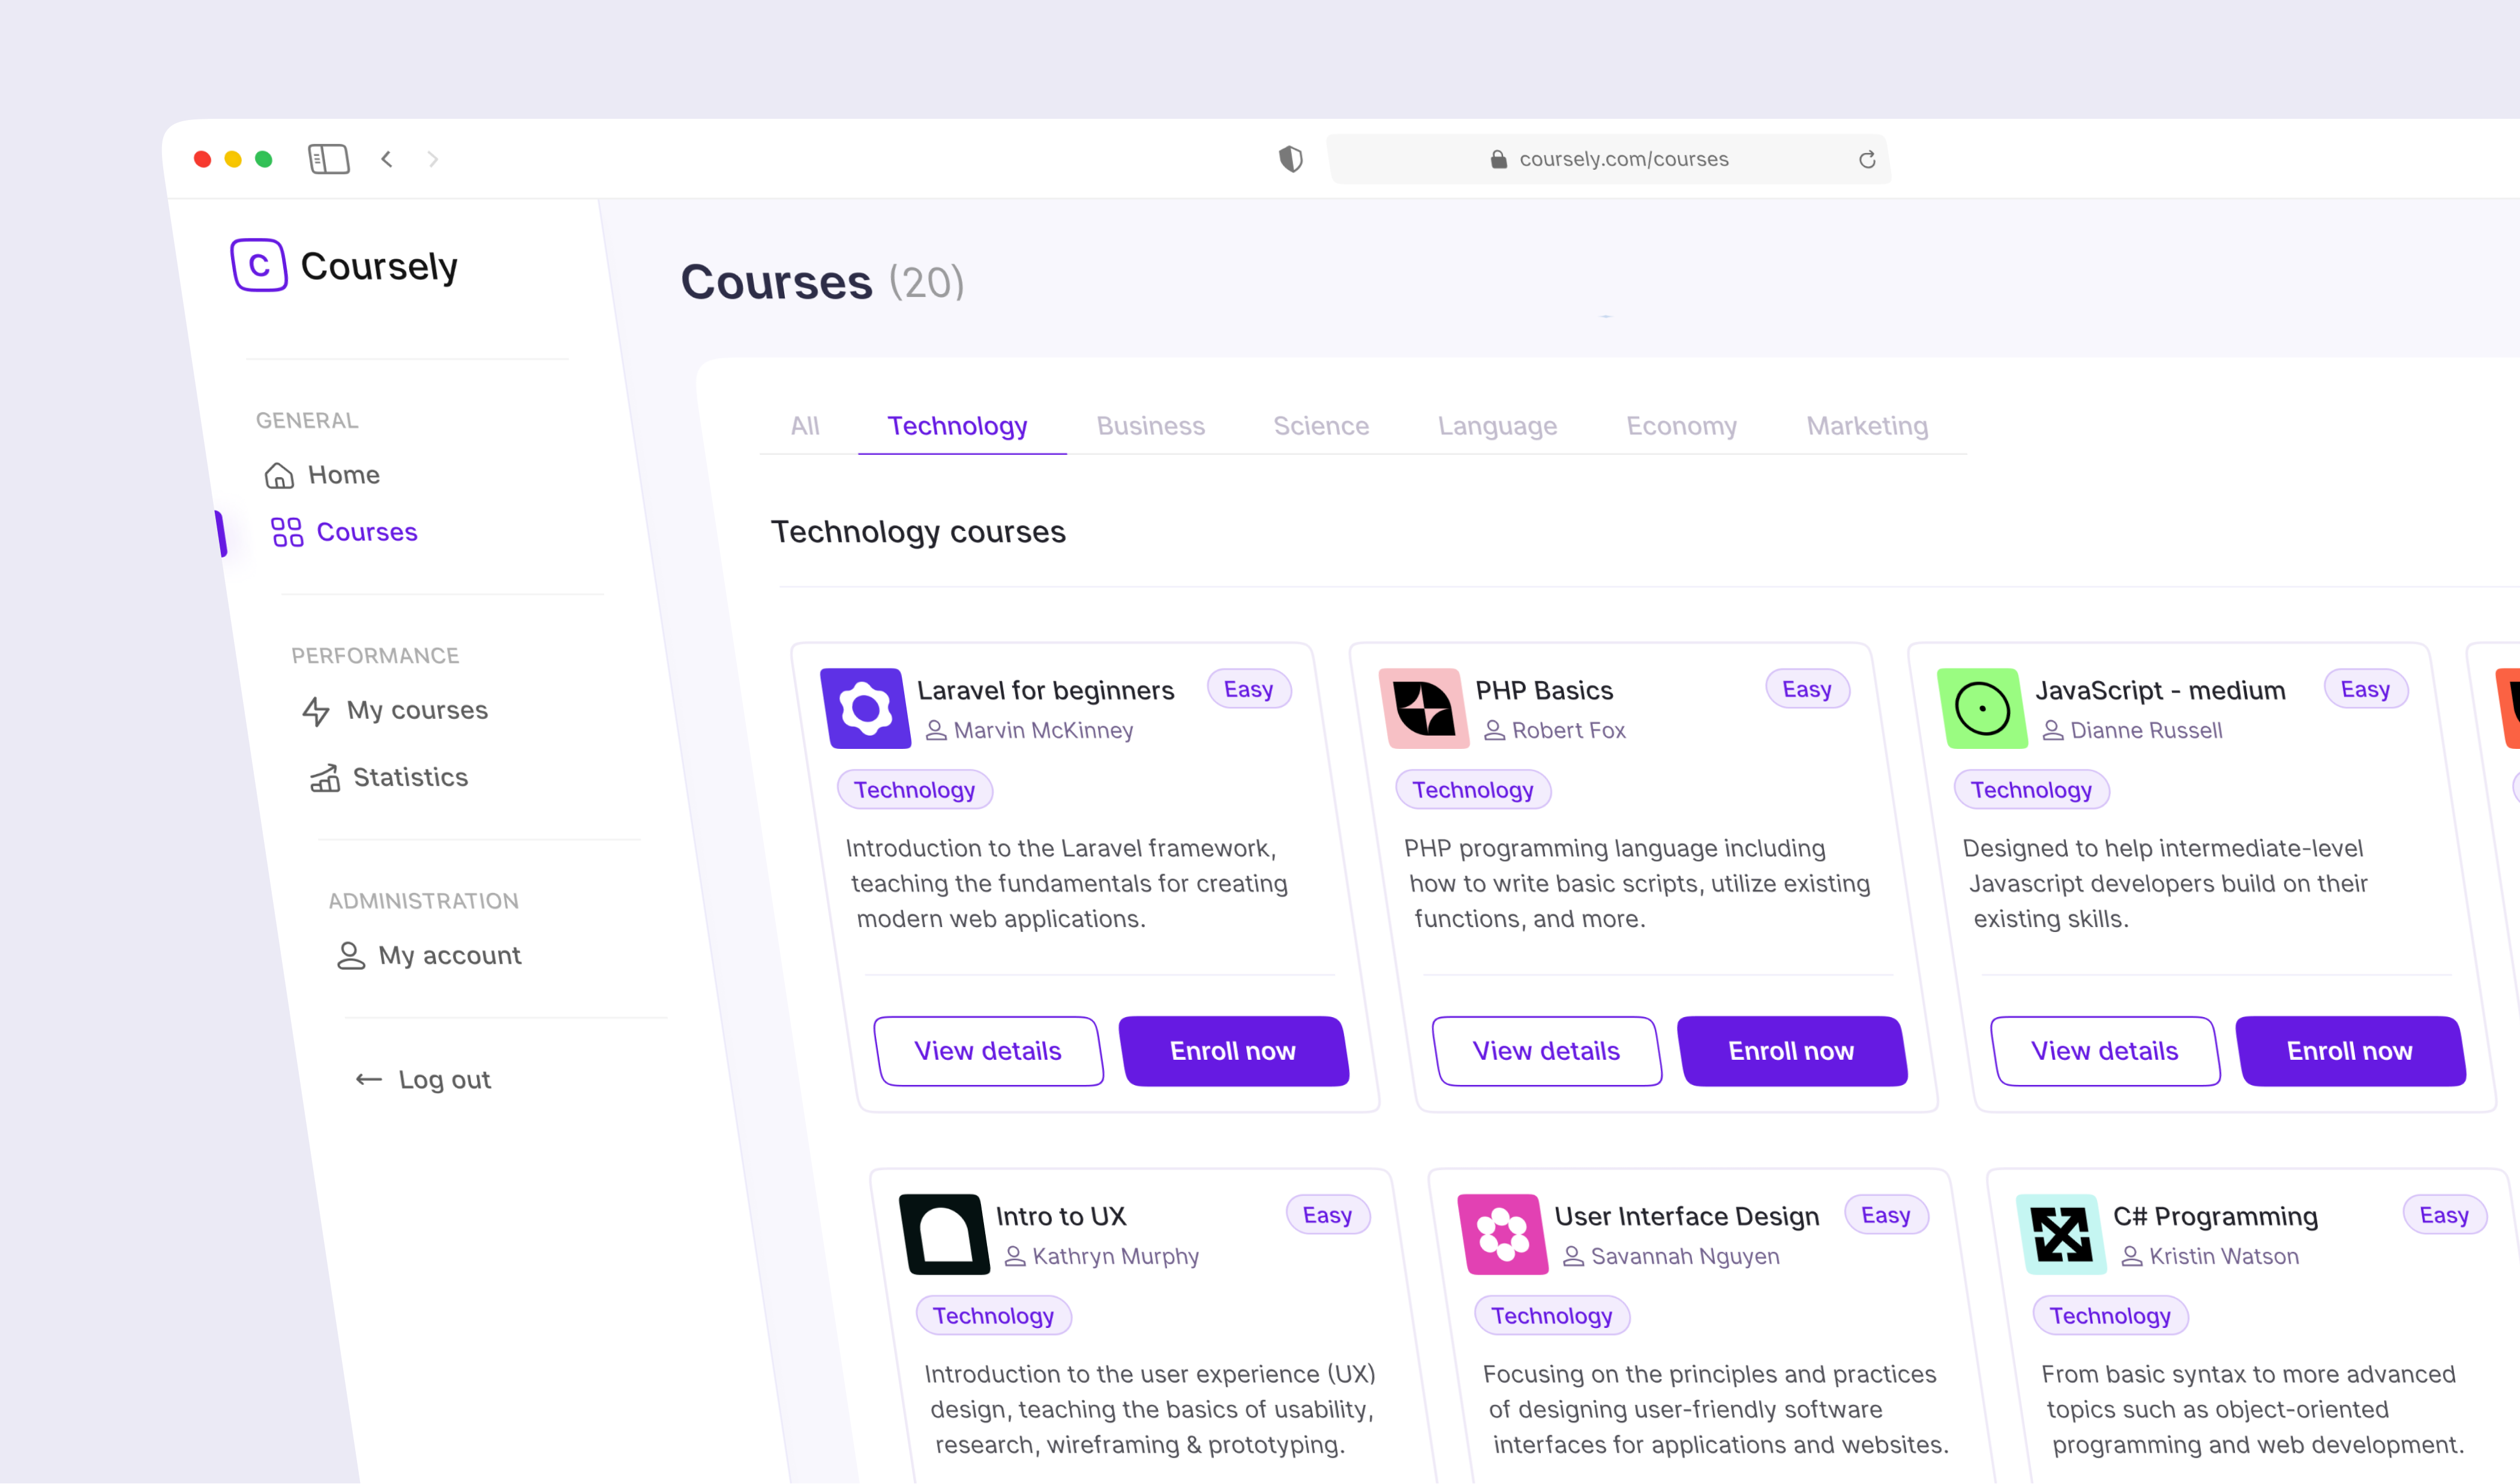 coursely.com/courses
C Coursely
GENERAL
Home
Courses
PERFORMANCE
My courses
Statistics
ADMINISTRATION
My account
Log out
Courses (20)
All Technology Business Science Language Economy Marketing
Technology courses
Laravel for beginners
Easy
Marvin McKinney
Technology
Introduction to the Laravel framework,
teaching the fundamentals for creating
modern web applications.
View details
Enroll now
PHP Basics
Easy
Robert Fox
Technology
PHP programming language including
how to write basic scripts, utilize existing
functions, and more.
View details
Enroll now
JavaScript - medium
Easy
Dianne Russell
Technology
Designed to help intermediate-level
Javascript developers build on their
existing skills.
View details
Enroll now
Intro to UX
Easy
Kathryn Murphy
Technology
Introduction to the user experience (UX)
design, teaching the basics of usability,
research, wireframing & prototyping.
User Interface Design
Easy
Savannah Nguyen
Technology
Focusing on the principles and practices
of designing user-friendly software
interfaces for applications and websites.
C# Programming
Easy
Kristin Watson
Technology
From basic syntax to more advanced
topics such as object-oriented
programming and web development.